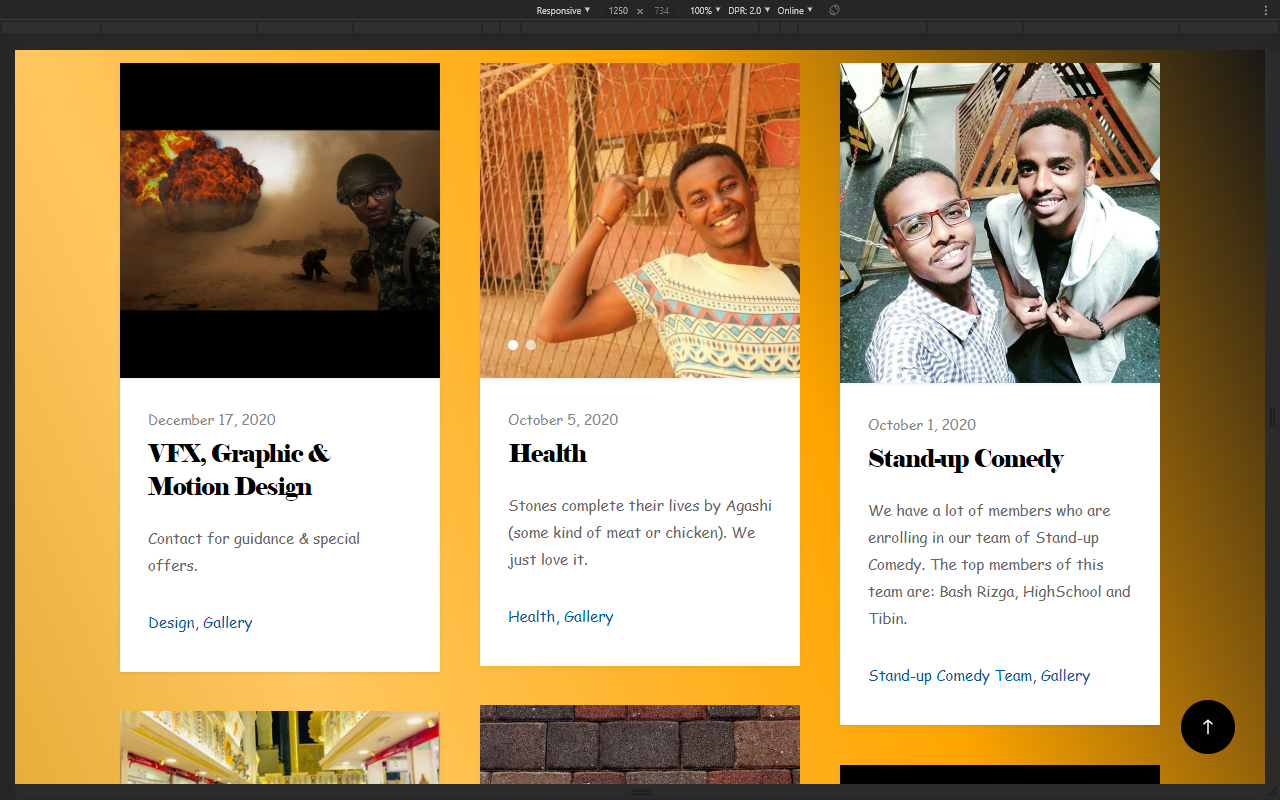 Responsive ▼ 1250 × 734 100% ▼ DPR: 2.0 ▼ Online ▼
December 17, 2020
VFX, Graphic &
Motion Design
Contact for guidance & special
offers.
Design, Gallery
October 5, 2020
Health
Stones complete their lives by Agashi
(some kind of meat or chicken). We
just love it.
Health, Gallery
October 1, 2020
Stand-up Comedy
We have a lot of members who are
enrolling in our team of Stand-up
Comedy. The top members of this
team are: Bash Rizga, HighSchool and
Tibin.
Stand-up Comedy Team, Gallery